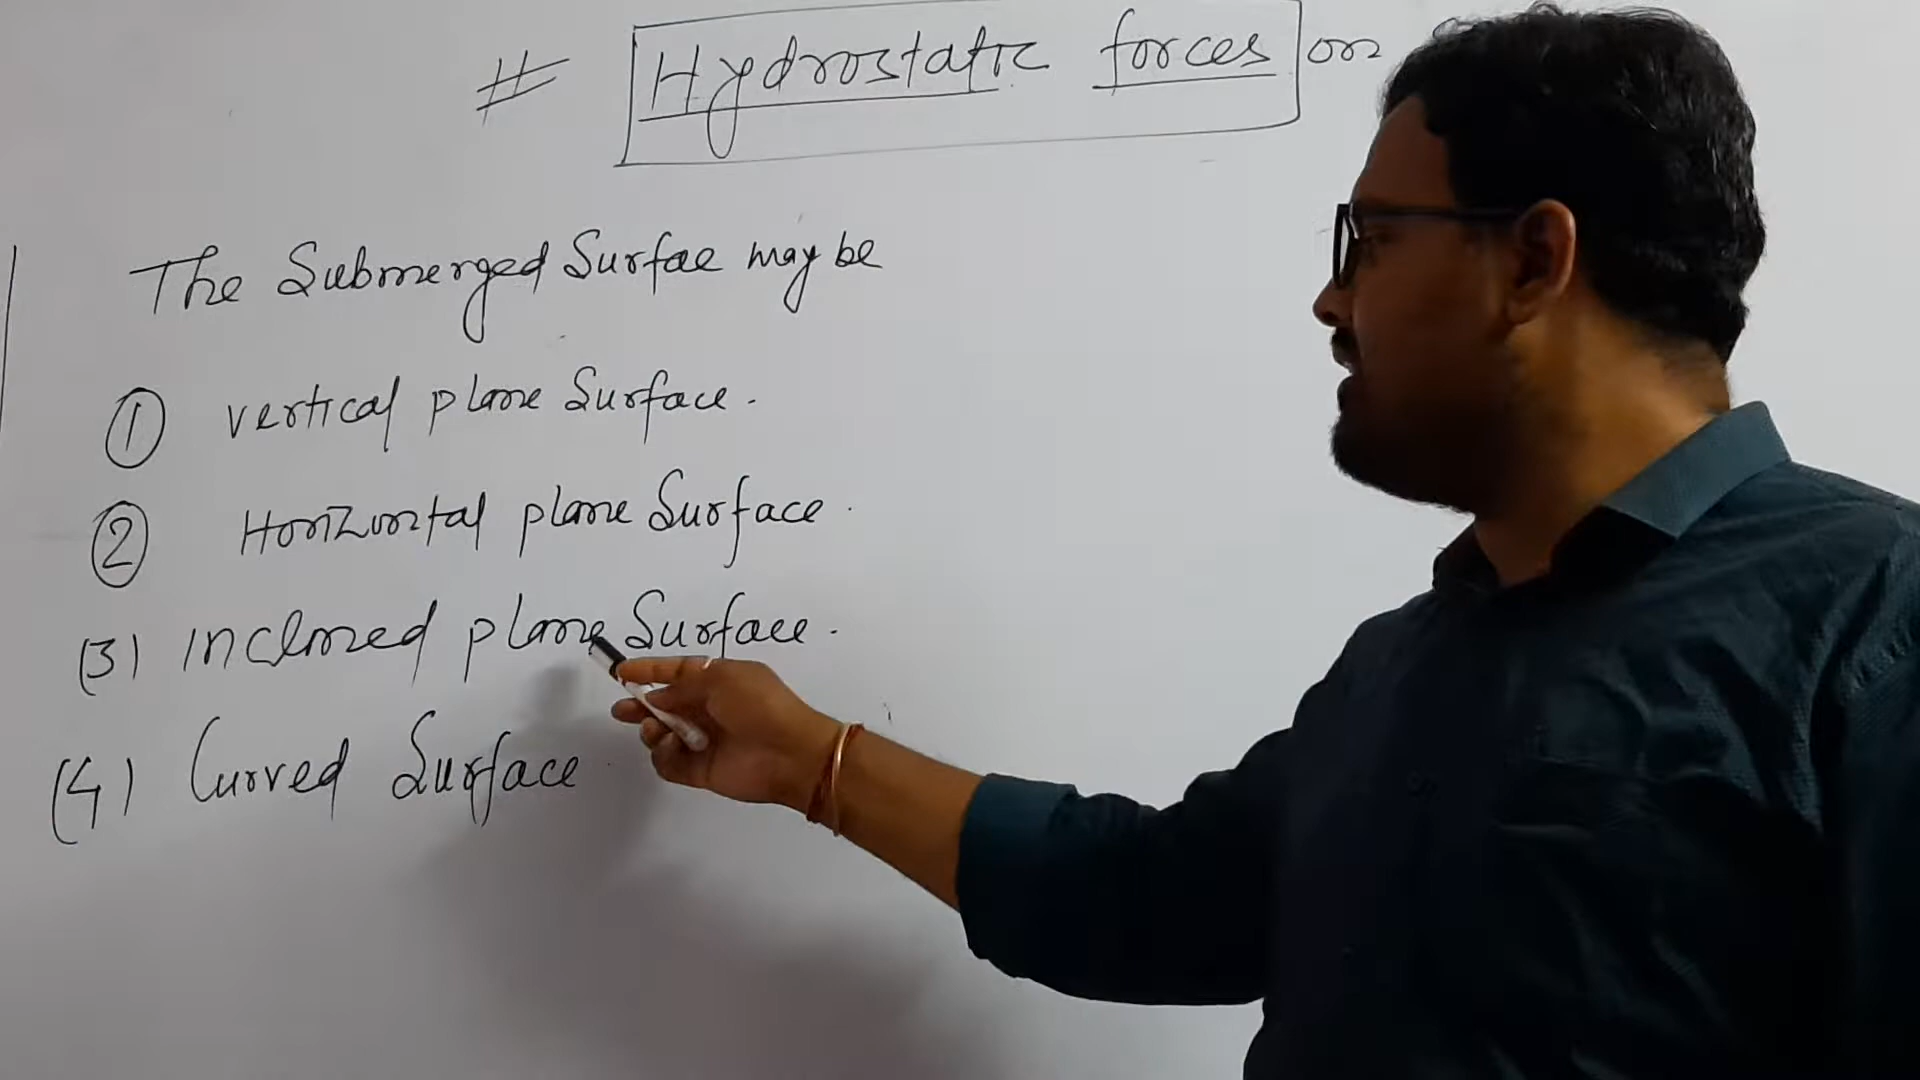 # Hydrostatic forces on
The Submerged Surfae may be
① vertical plane Surface.
② Horizontal plane Surface.
(3) inclined plane Surface.
(4) Curved Surface